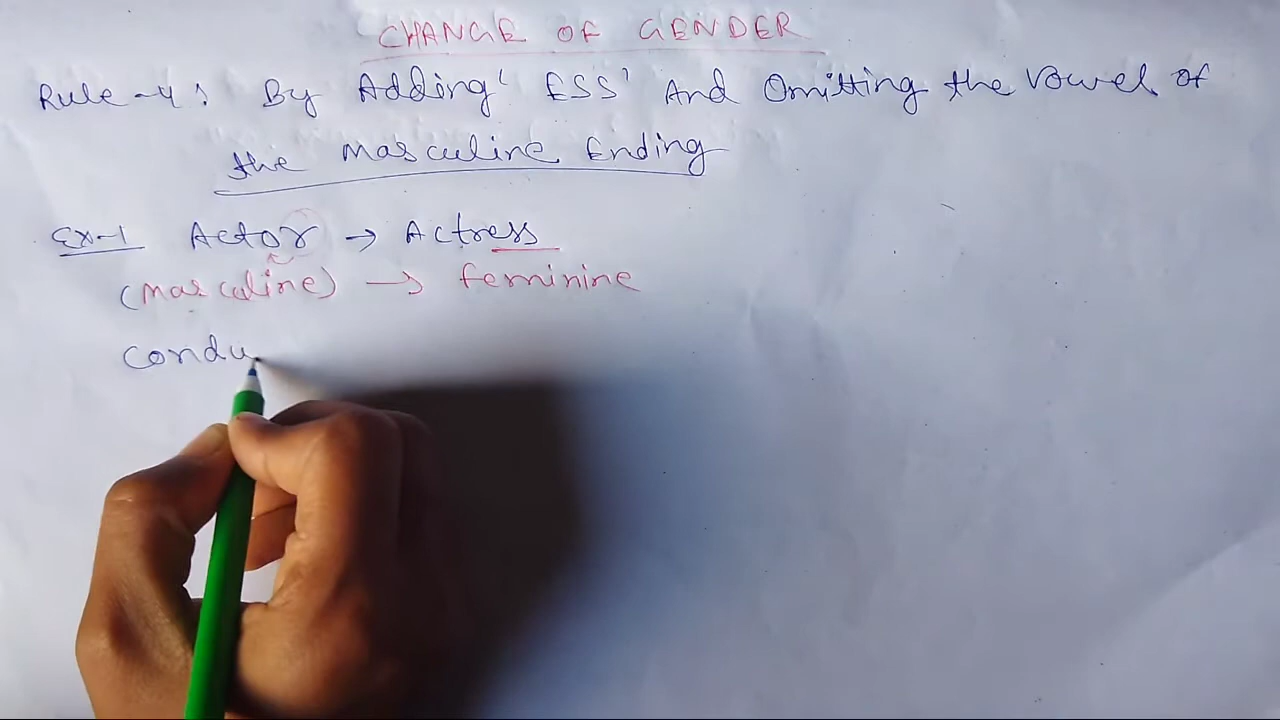 CHANGE OF GENDER
Rule-4: By Adding 'ESS' And Omitting the Vowel of
the Masculine Ending
Ex-1 Actor → Actress
(Masculine) → feminine
Condu